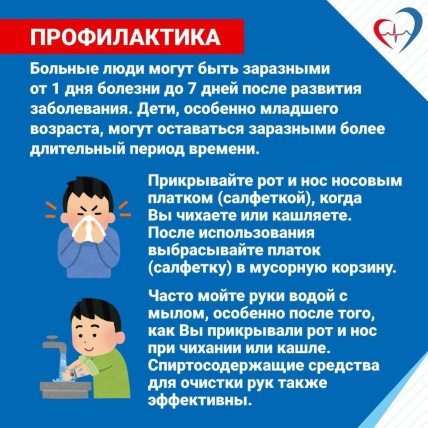 ПРОФИЛАКТИКА
Больные люди могут быть заразными
от 1 дня болезни до 7 дней после развития
заболевания. Дети, особенно младшего
возраста, могут оставаться заразными более
длительный период времени.
Прикрывайте рот и нос носовым
платком (салфеткой), когда
Вы чихаете или кашляете.
После использования
выбрасывайте платок
(салфетку) в мусорную корзину.
Часто мойте руки водой с
мылом, особенно после того,
как Вы прикрывали рот и нос
при чихании или кашле.
Спиртосодержащие средства
для очистки рук также
эффективны.